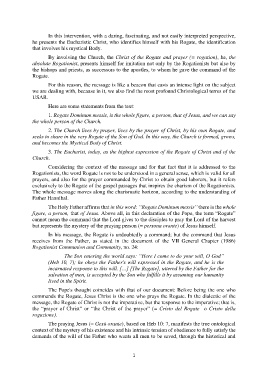 In this intervention, with a daring, fascinating, and not easily interpreted perspective,
he presents the Eucharistic Christ, who identifies himself with his Rogate, the identification
that involves his mystical Body.
By involving the Church, the Christ of the Rogate and prayer (= rogation), he, the
absolute Rogationist, presents himself for imitation not only by the Rogationists but also by
the bishops and priests, as successors to the apostles, to whom he gave the command of the
Rogate.
For this reason, the message is like a beacon that casts an intense light on the subject
we are dealing with, because in it, we also find the most profound Christological terms of the
USAR.
Here are some statements from the text:
1. Rogate Dominum messis, is the whole figure, a person, that of Jesus, and we can say
the whole person of the Church.
2. The Church lives by prayer, lives by the prayer of Christ, by his own Rogate, and
seeks to share in the very Rogate of the Son of God. In this way, the Church is formed, grows,
and becomes the Mystical Body of Christ.
3. The Eucharist, today, as the highest expression of the Rogate of Christ and of the
Church.
Considering the context of the message and for that fact that it is addressed to the
Rogationists, the word Rogate is not to be understood in a general sense, which is valid for all
prayers, and also for the prayer commanded by Christ to obtain good laborers, but it refers
exclusively to the Rogate of the gospel passages that inspires the charism of the Rogationists.
The whole message moves along the charismatic horizon, according to the understanding of
Father Hannibal.
The Holy Father affirms that in this word: "Rogate Dominum messis" there is the whole
figure, a person, that of Jesus. Above all, in this declaration of the Pope, the term "Rogate"
cannot mean the command that the Lord gives to the disciples to pray the Lord of the harvest
but represents the mystery of the praying person (= persona orante) of Jesus himself.
In his message, the Rogate is undoubtedly a command, but the command that Jesus
receives from the Father, as stated in the document of the VII General Chapter (1986)
Rogationist Communion and Community, no. 24:
The Son entering the world says: "Here I come to do your will, O God"
(Heb 10, 7); he obeys the Father's will expressed in the Rogate, and he is the
incarnated response to this will. [...] [The Rogate], uttered by the Father for the
salvation of men, is accepted by the Son who fulfills it by assuming our humanity
lived in the Spirit.
The Pope's thought coincides with that of our document: Before being the one who
commands the Rogate, Jesus Christ is the one who prays the Rogate. In the dialectic of the
message, the Rogate of Christ is not the imperative, but the response to the imperative, that is,
the "prayer of Christ" or "the Christ of the prayer" (= Cristo del Rogate o Cristo della
rogazione).
The praying Jesus (= Gesù orante), based on Heb 10: 7, manifests the true ontological
context of the mystery of his existence and his intrinsic tension of obedience to fully satisfy the
demands of the will of the Father who wants all men to be saved, through the historical and
2